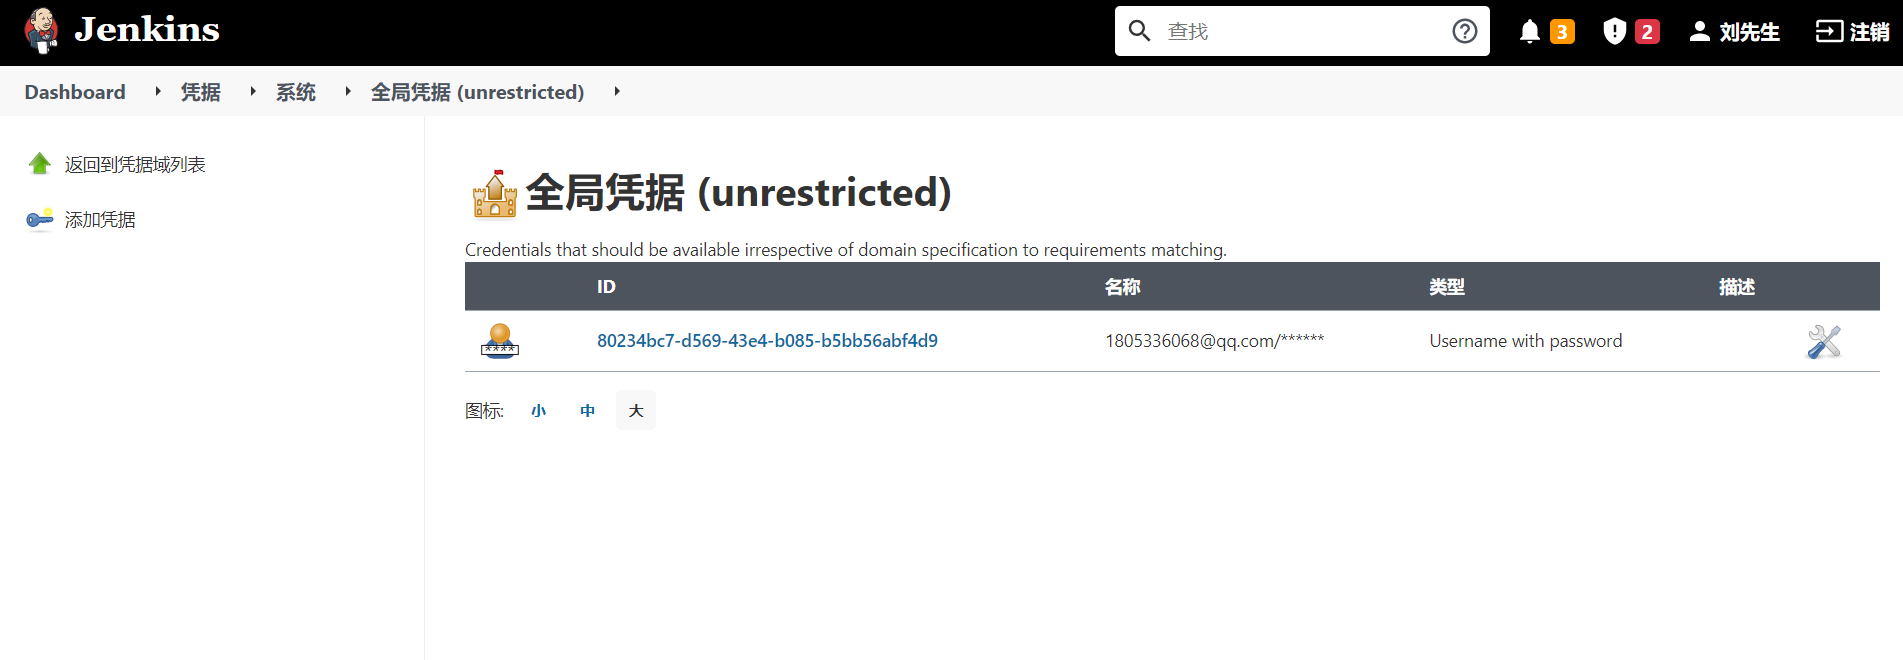 Jenkins 查找 3 2 刘先生 注销
Dashboard 凭据 系统 全局凭据 (unrestricted)
返回到凭据域列表
添加凭据
全局凭据 (unrestricted)
Credentials that should be available irrespective of domain specification to requirements matching.
ID 名称 类型 描述
**** 80234bc7-d569-43e4-b085-b5bb56abf4d9 1805336068@qq.com/****** Username with password
图标: 小 中 大